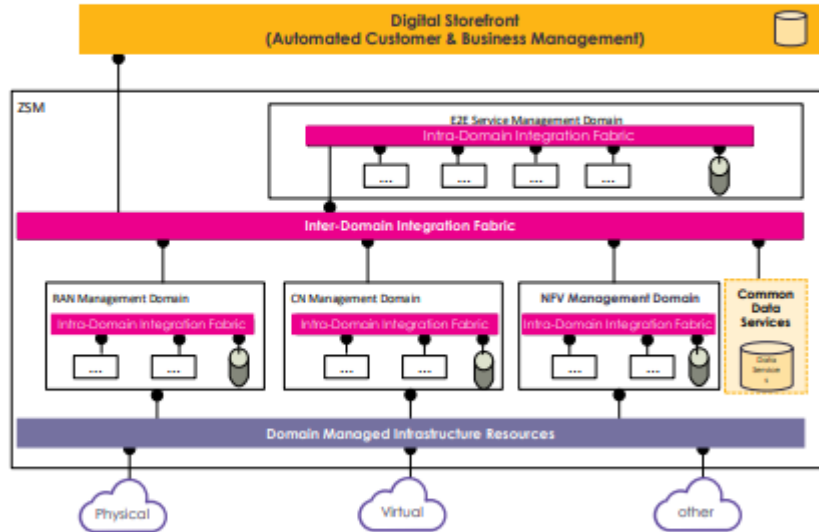 Digital Storefront
(Automated Customer & Business Management)
ZSM
E2E Service Management Domain
Intra-Domain Integration Fabric
...
...
...
...
Inter-Domain Integration Fabric
RAN Management Domain
Intra-Domain Integration Fabric
...
...
CN Management Domain
Intra-Domain Integration Fabric
...
...
NFV Management Domain
Intra-Domain Integration Fabric
...
...
Common
Data
Services
Data
Service
s
Domain Managed Infrastructure Resources
Physical
Virtual
other